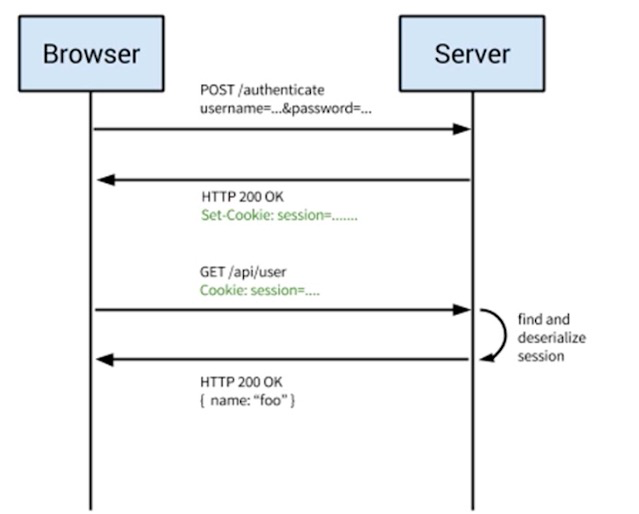 Browser
Server
POST /authenticate
username=...&password=...
HTTP 200 OK
Set-Cookie: session=.......
GET /api/user
Cookie: session=....
find and
deserialize
session
HTTP 200 OK
{ name: “foo” }